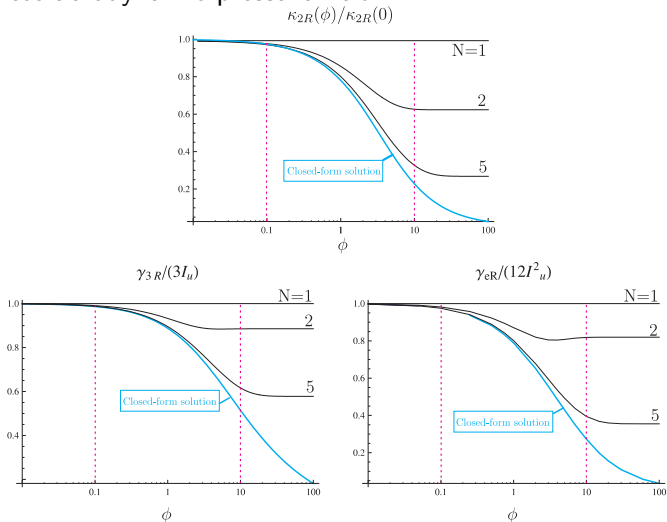 κ₂R(ϕ)/κ₂R(0)
1.0
0.8
0.6
0.4
0.2
N=1
2
5
Closed-form solution
0.1
1
10
100
ϕ
γ₃ R/(3Iᵤ)
1.0
0.8
0.6
0.4
N=1
2
5
Closed-form solution
0.1
1
10
100
ϕ
γeR/(12I²ᵤ)
1.0
0.8
0.6
0.4
0.2
N=1
2
5
Closed-form solution
0.1
1
10
100
ϕ